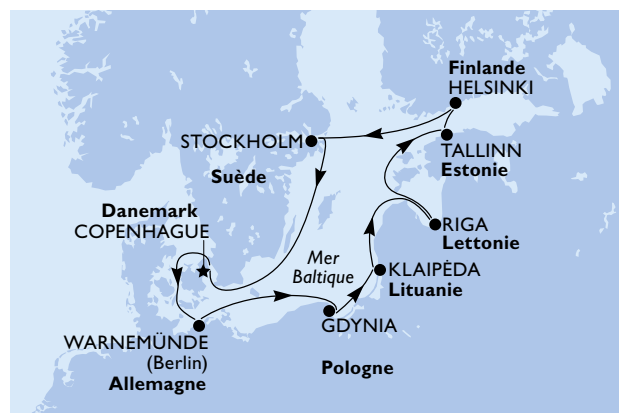 Finlande
HELSINKI
STOCKHOLM
Suède
TALLINN
Estonie
Danemark
COPENHAGUE
RIGA
Lettonie
Mer
Baltique
KLAIPĖDA
Lituanie
GDYNIA
WARNEMÜNDE
(Berlin)
Allemagne
Pologne